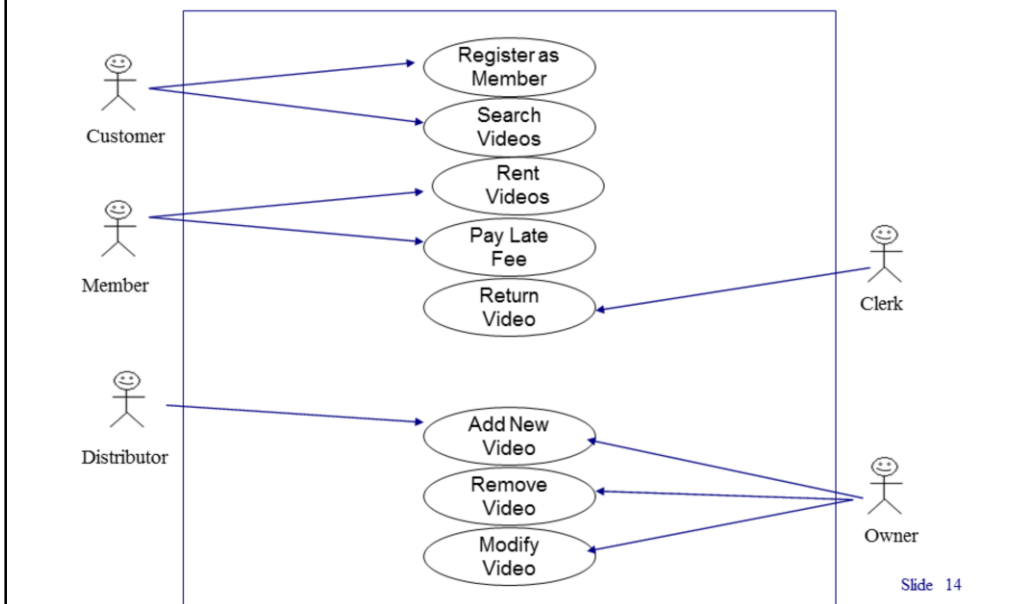 Register as
Member
Customer
Search
Videos
Rent
Videos
Member
Pay Late
Fee
Clerk
Return
Video
Distributor
Add New
Video
Remove
Video
Owner
Modify
Video
Slide 14